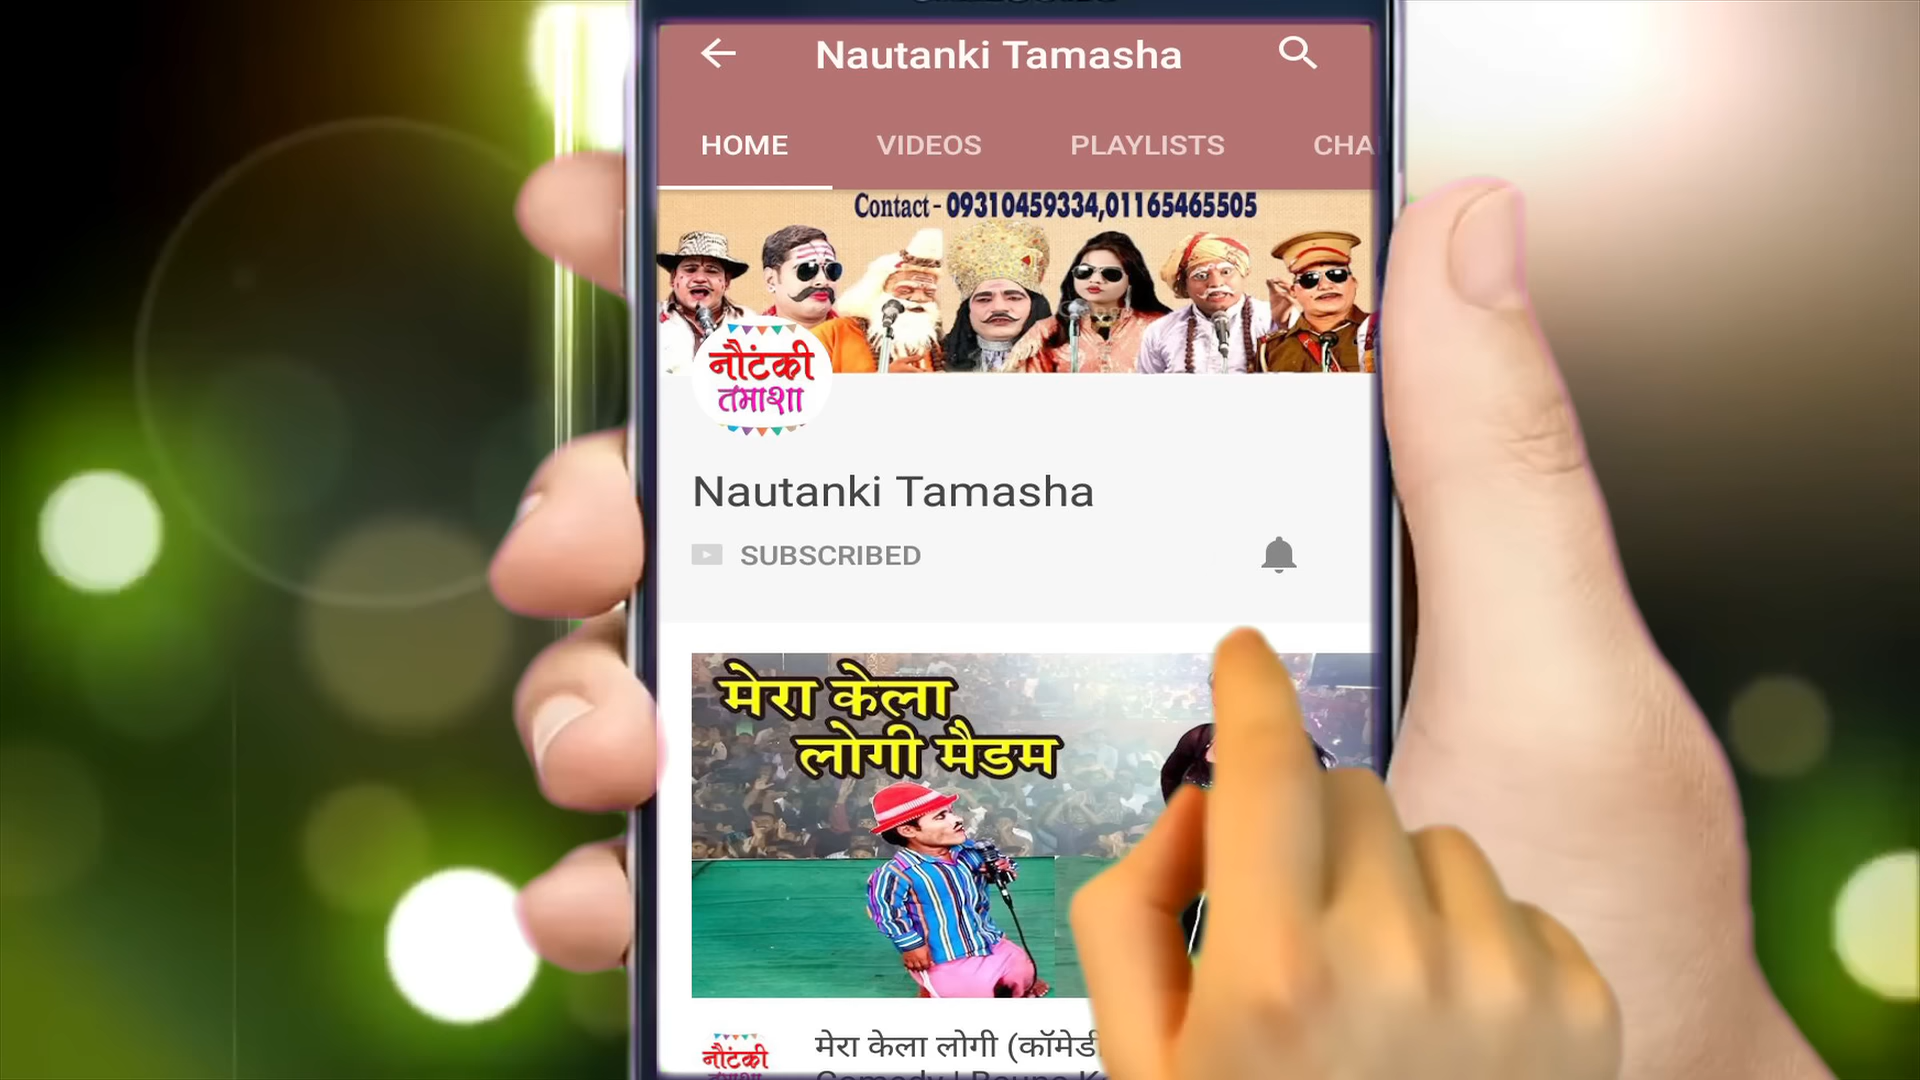 Nautanki Tamasha
HOME VIDEOS PLAYLISTS CHA
Contact - 09310459334,01165465505
नौटंकी
तमाशा
Nautanki Tamasha
SUBSCRIBED
मेरा केला
लोगी मैडम
नौटंकी
मेरा केला लोगी (कॉमेडी